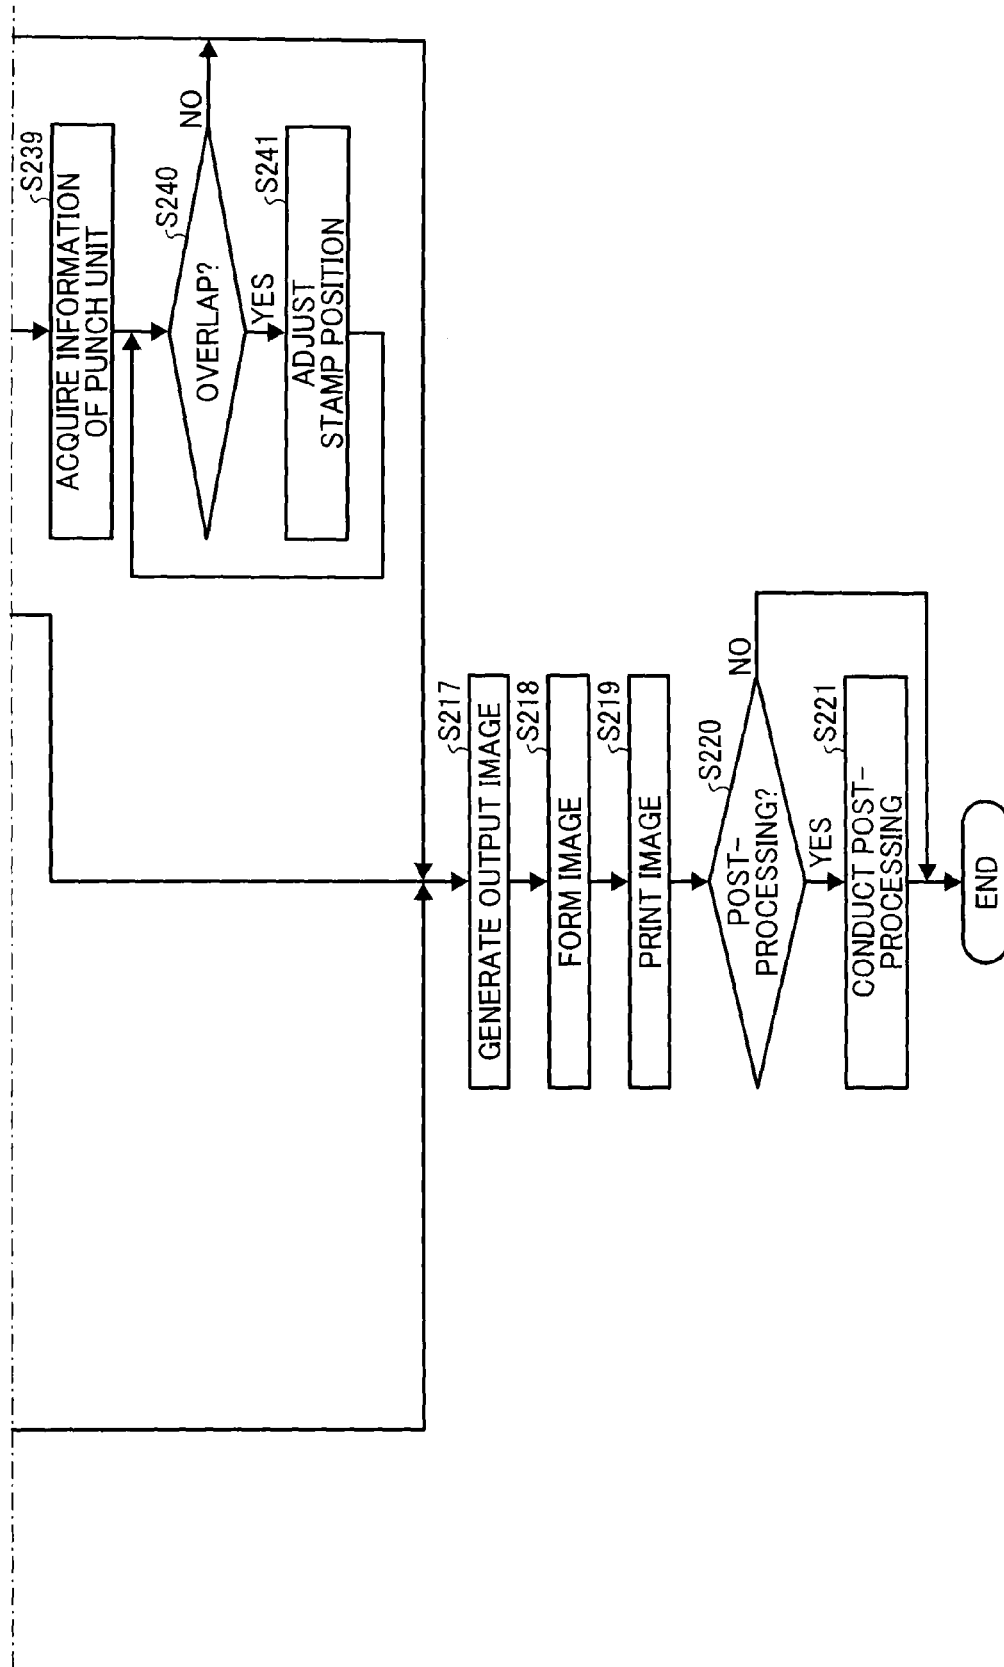 S239
ACQUIRE INFORMATION
OF PUNCH UNIT
S240
OVERLAP?
NO
YES
S241
ADJUST
STAMP POSITION
S217
GENERATE OUTPUT IMAGE
S218
FORM IMAGE
S219
PRINT IMAGE
S220
POST-
PROCESSING?
NO
YES
S221
CONDUCT POST-
PROCESSING
END